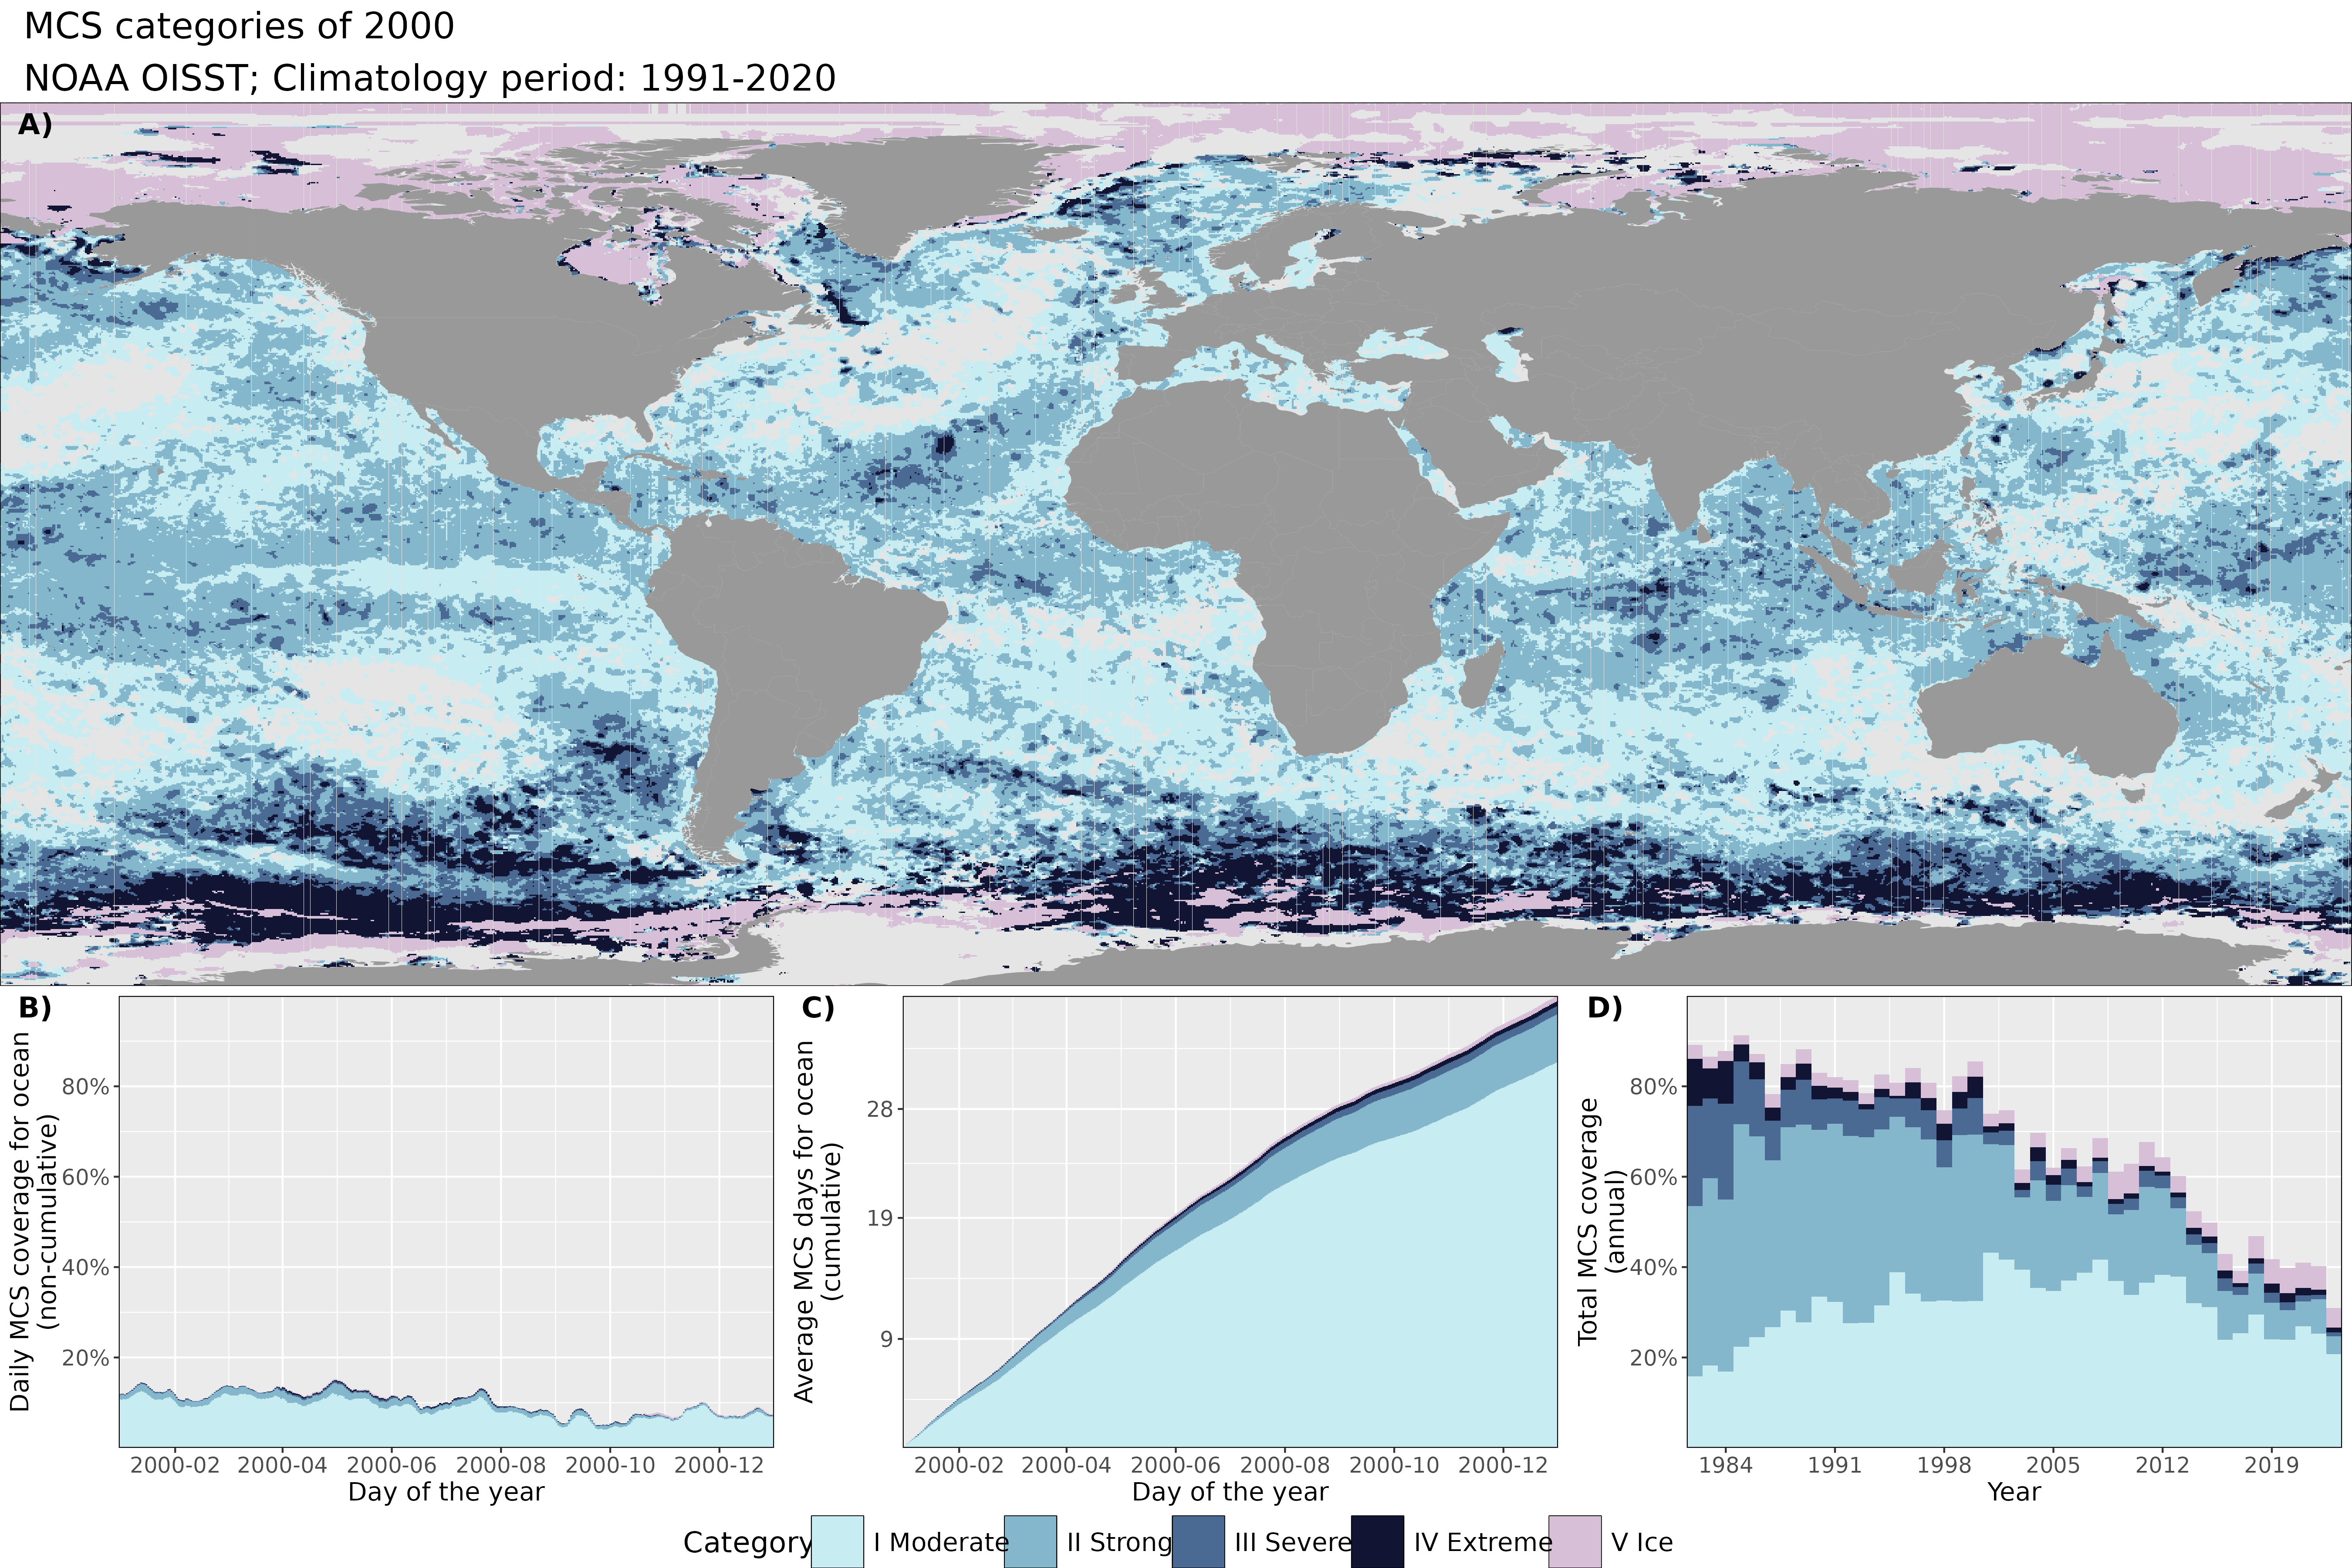 MCS categories of 2000
NOAA OISST; Climatology period: 1991-2020
A)
B)
Daily MCS coverage for ocean
(non-cumulative)
80%
60%
40%
20%
2000-02 2000-04 2000-06 2000-08 2000-10 2000-12
Day of the year
C)
Average MCS days for ocean
(cumulative)
28
19
9
2000-02 2000-04 2000-06 2000-08 2000-10 2000-12
Day of the year
D)
Total MCS coverage
(annual)
80%
60%
40%
20%
1984 1991 1998 2005 2012 2019
Year
Category I Moderate II Strong III Severe IV Extreme V Ice